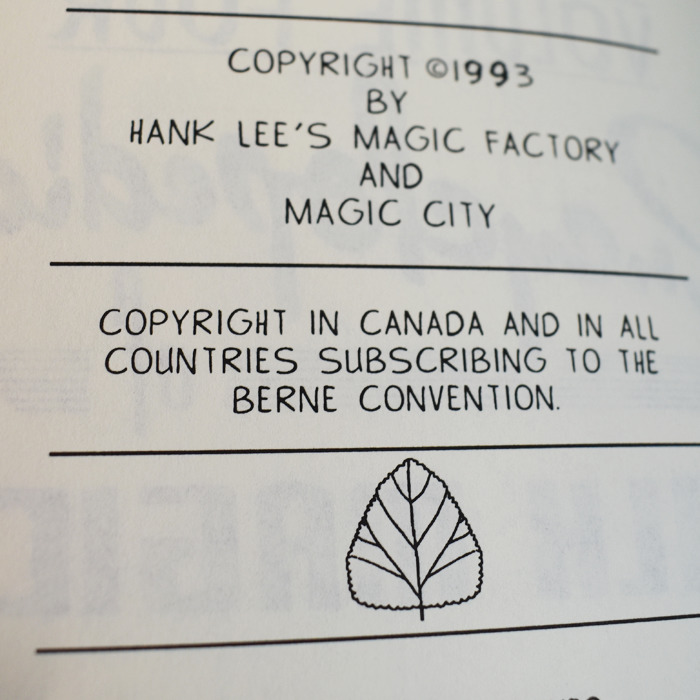 COPYRIGHT ©1993
BY
HANK LEE'S MAGIC FACTORY
AND
MAGIC CITY
COPYRIGHT IN CANADA AND IN ALL
COUNTRIES SUBSCRIBING TO THE
BERNE CONVENTION.